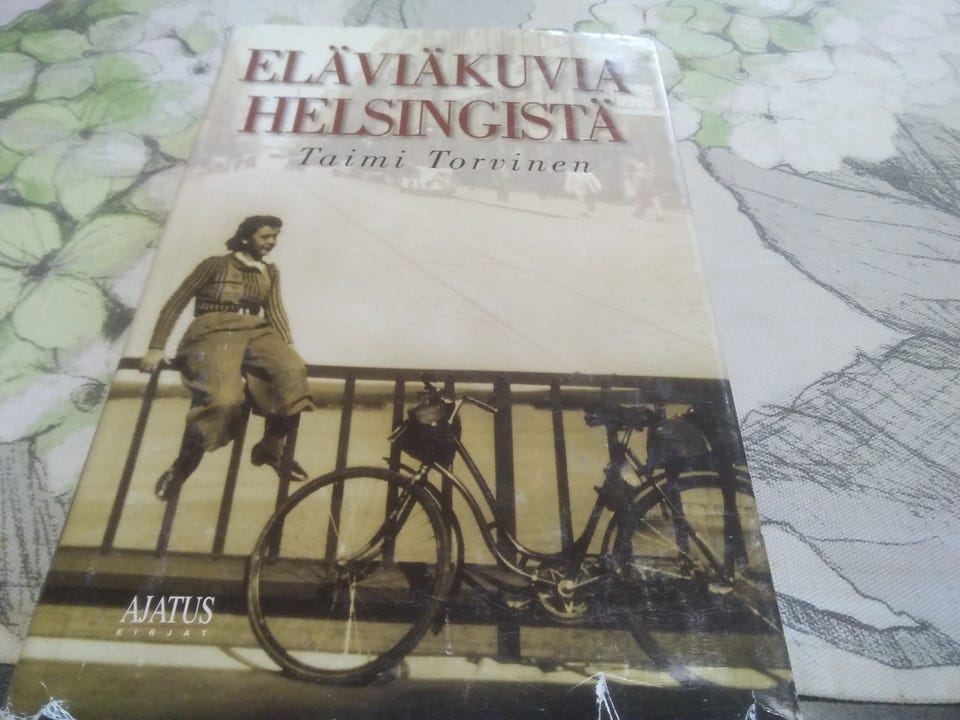 ELÄVIÄKUVIA
HELSINGISTÄ
Taimi Torvinen
AJATUS
KIRJAT